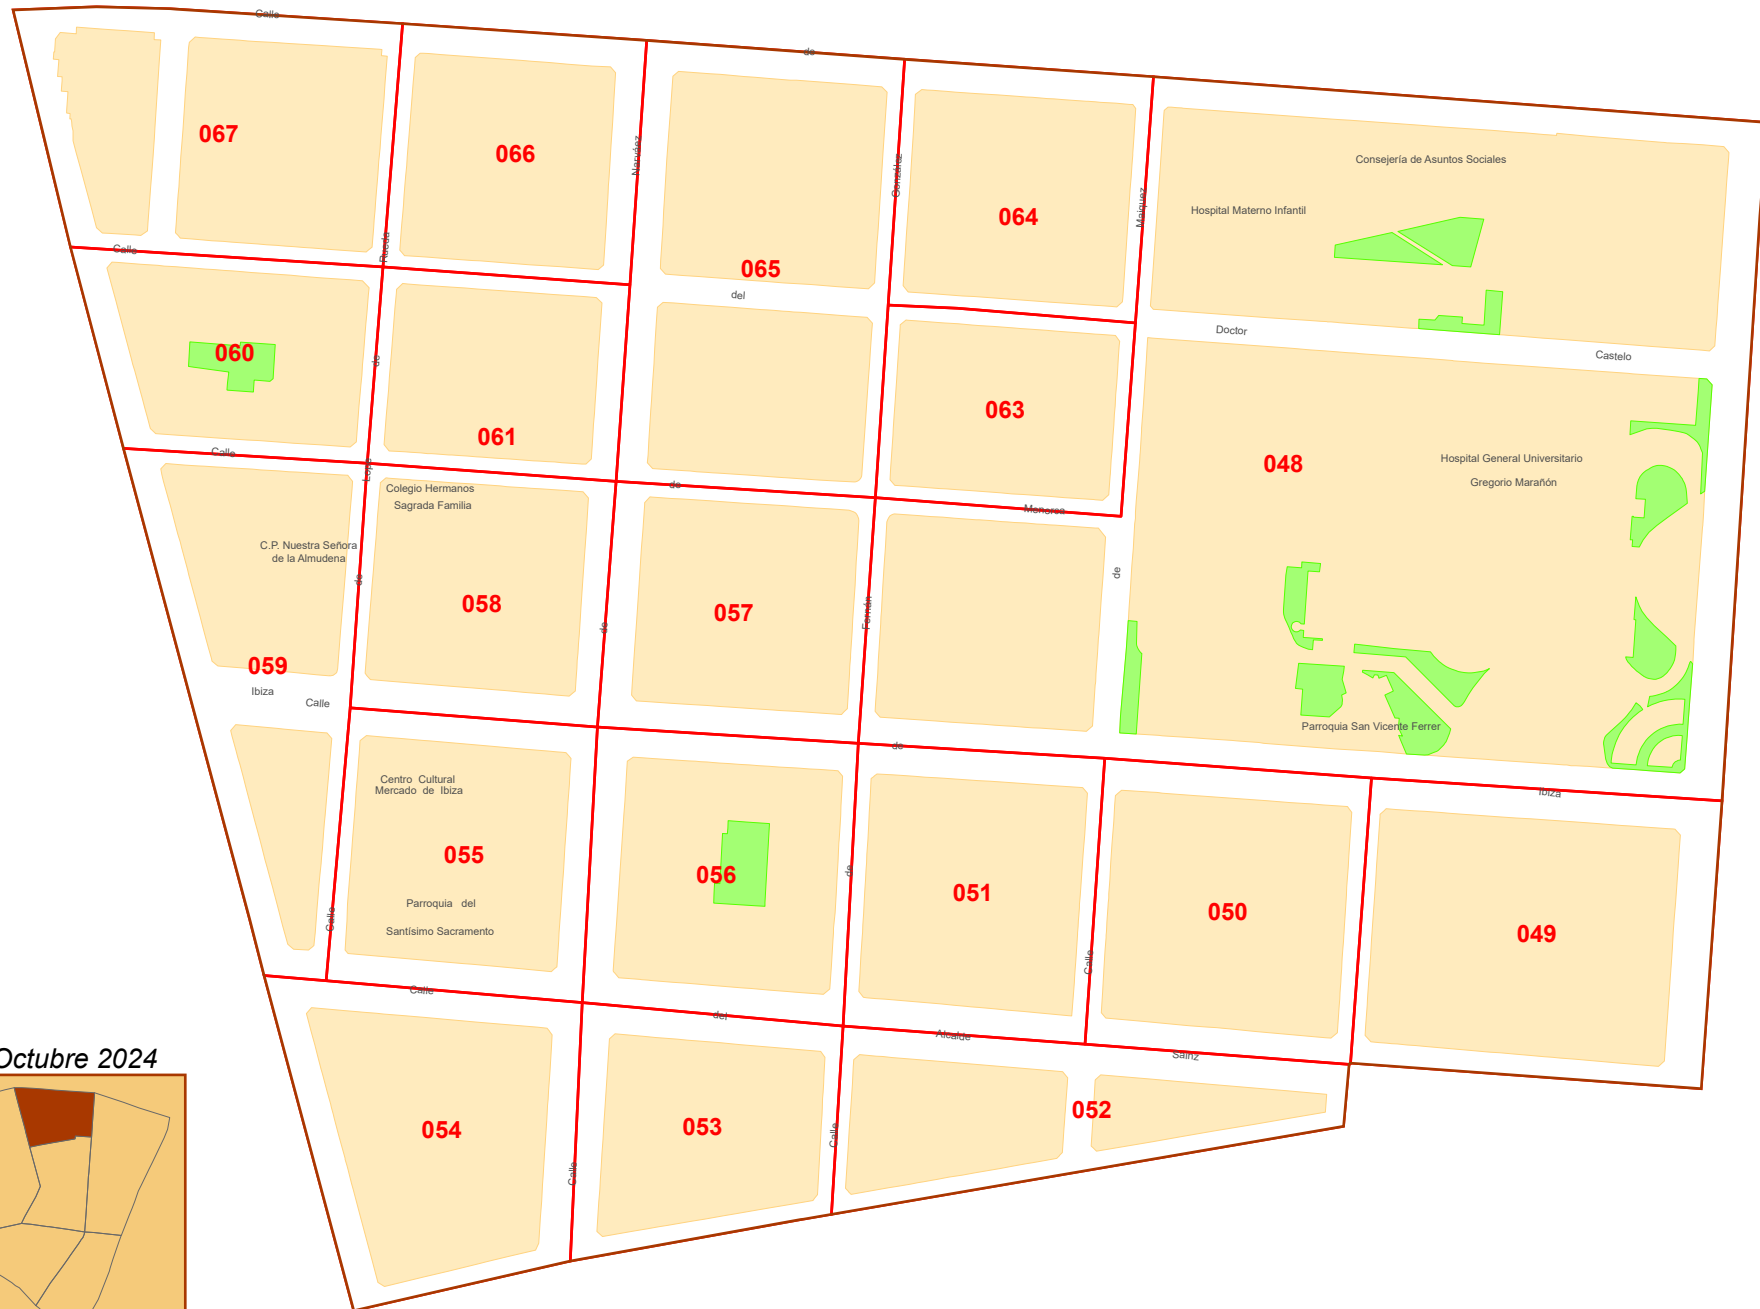 Calle
de
067
066
Narváez
González
064
Maiquez
Consejería de Asuntos Sociales
Hospital Materno Infantil
Calle
Rueda
065
del
Doctor
Castelo
060
de
061
063
048
Hospital General Universitario
Gregorio Marañón
Calle
Lope
Colegio Hermanos
Sagrada Familia
de
Menorca
C.P. Nuestra Señora
de la Almudena
de
058
de
057
Fernán
de
059
Ibiza
Calle
Parroquia San Vicente Ferrer
de
Ibiza
Centro Cultural
Mercado de Ibiza
055
056
de
051
050
049
Parroquia del
Santísimo Sacramento
Calle
Calle
Calle
del
Alcalde
Sainz
Octubre 2024
054
Calle
053
Calle
052